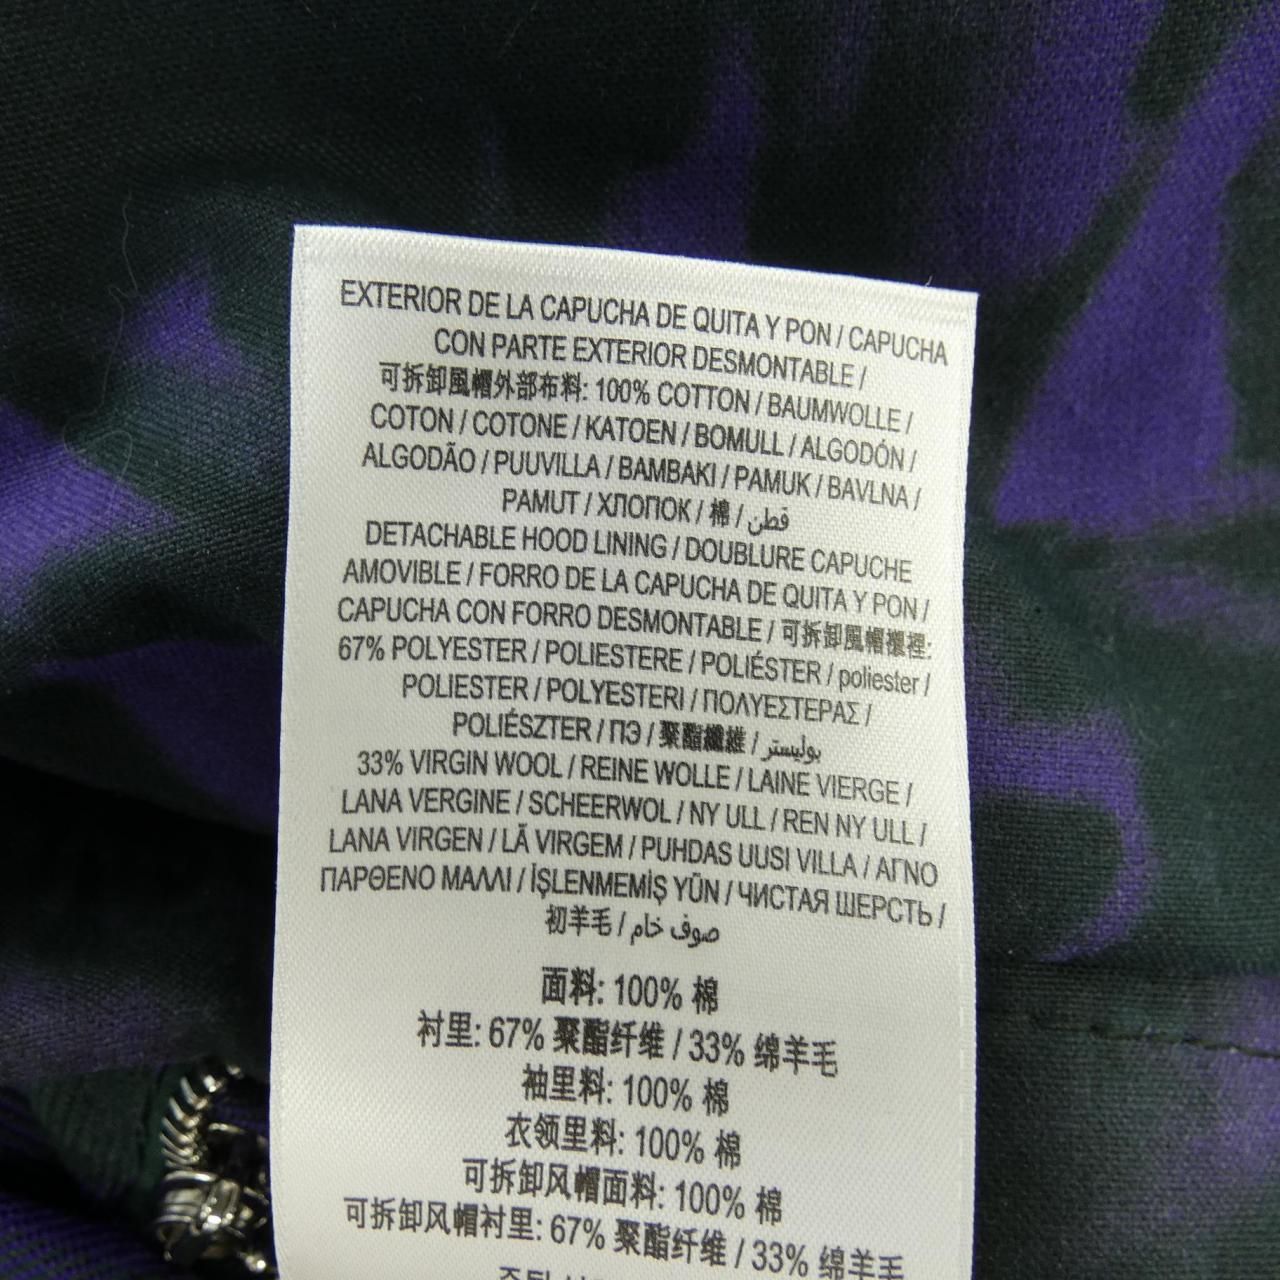 EXTERIOR DE LA CAPUCHA DE QUITA Y PON / CAPUCHA
CON PARTE EXTERIOR DESMONTABLE /
可拆卸風帽外部布料: 100% COTTON / BAUMWOLLE /
COTON / COTONE / KATOEN / BOMULL / ALGODÓN /
ALGODÃO / PUUVILLA / BAMBAKI / PAMUK / BAVLNA /
PAMUT / ХЛОПОК / 棉 / قطن
DETACHABLE HOOD LINING / DOUBLURE CAPUCHE
AMOVIBLE / FORRO DE LA CAPUCHA DE QUITA Y PON /
CAPUCHA CON FORRO DESMONTABLE / 可拆卸風帽襯裡:
67% POLYESTER / POLIESTERE / POLIÉSTER / poliester /
POLIESTER / POLYESTERI / ΠΟΛΥΕΣΤΕΡΑΣ /
POLIÉSZTER / ПЭ / 聚酯纖維 / بوليستر
33% VIRGIN WOOL / REINE WOLLE / LAINE VIERGE /
LANA VERGINE / SCHEERWOL / NY ULL / REN NY ULL /
LANA VIRGEN / LÃ VIRGEM / PUHDAS UUSI VILLA / ΑΓΝΟ
ΠΑΡΘΕΝΟ ΜΑΛΛΙ / İŞLENMEMİŞ YÜN / ЧИСТАЯ ШЕРСТЬ /
初羊毛 / صوف خام
面料: 100% 棉
衬里: 67% 聚酯纤维 / 33% 绵羊毛
袖里料: 100% 棉
衣领里料: 100% 棉
可拆卸风帽面料: 100% 棉
可拆卸风帽衬里: 67% 聚酯纤维 / 33% 绵羊毛